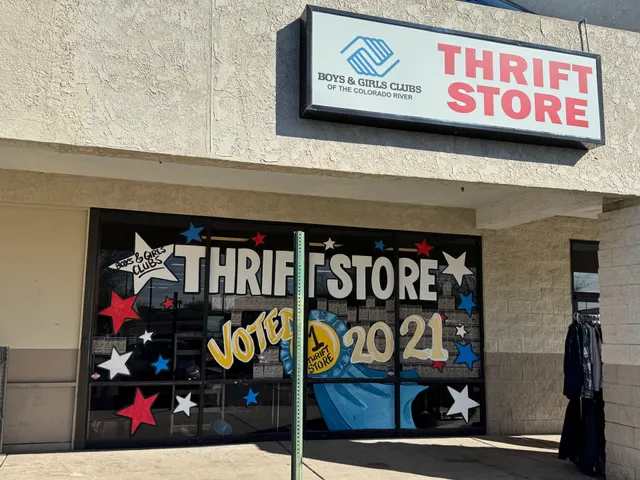 BOYS & GIRLS CLUBS
OF THE COLORADO RIVER
THRIFT
STORE
BOYS & GIRLS
CLUBS
THRIFT STORE
VOTED
1
THRIFT
STORE
2021